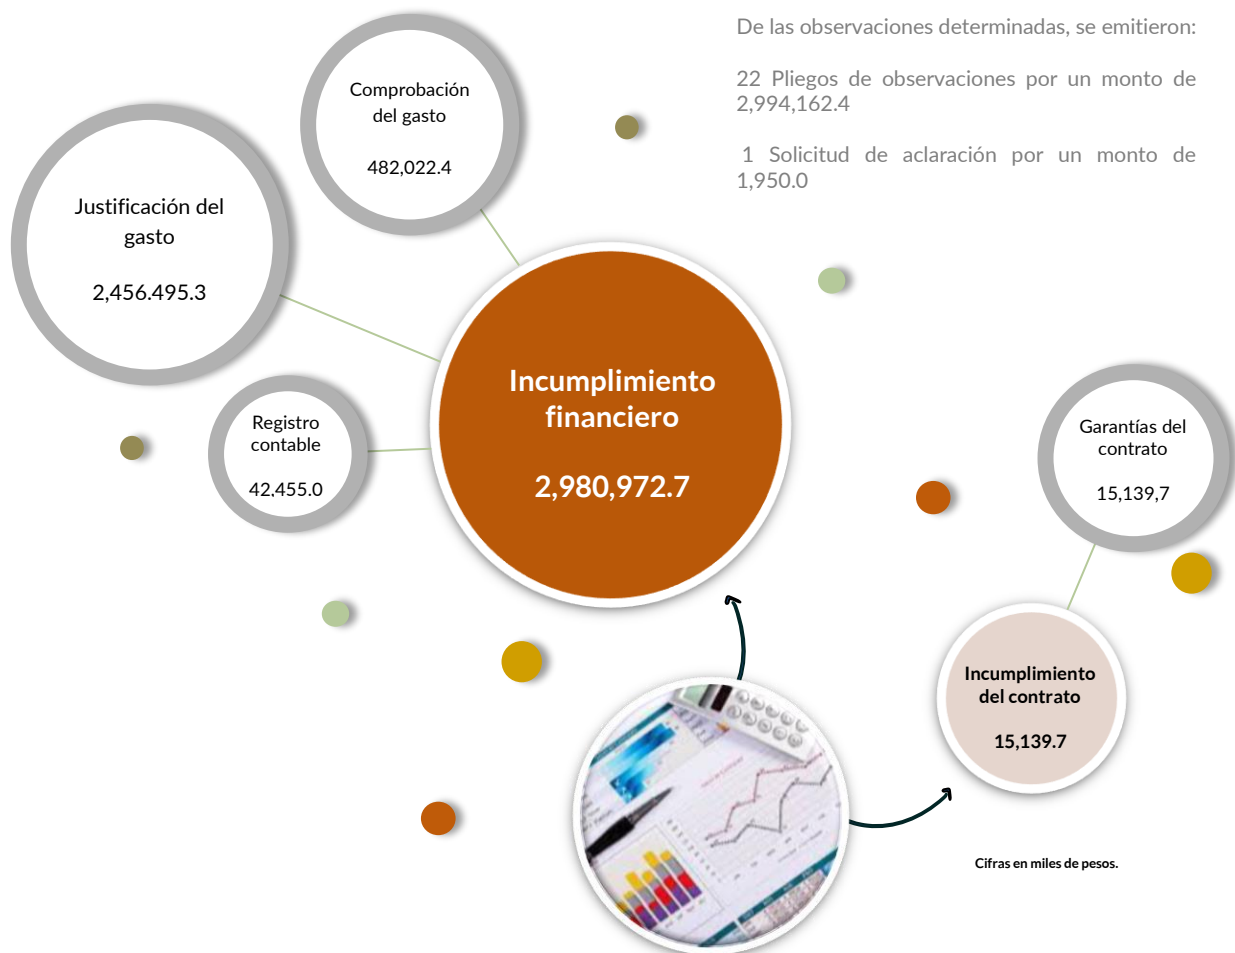 De las observaciones determinadas, se emitieron:
22 Pliegos de observaciones por un monto de
2,994,162.4
1 Solicitud de aclaración por un monto de
1,950.0
Comprobación
del gasto
482,022.4
Justificación del
gasto
2,456.495.3
Registro
contable
42,455.0
Incumplimiento
financiero
2,980,972.7
Garantías del
contrato
15,139,7
Incumplimiento
del contrato
15,139.7
Cifras en miles de pesos.